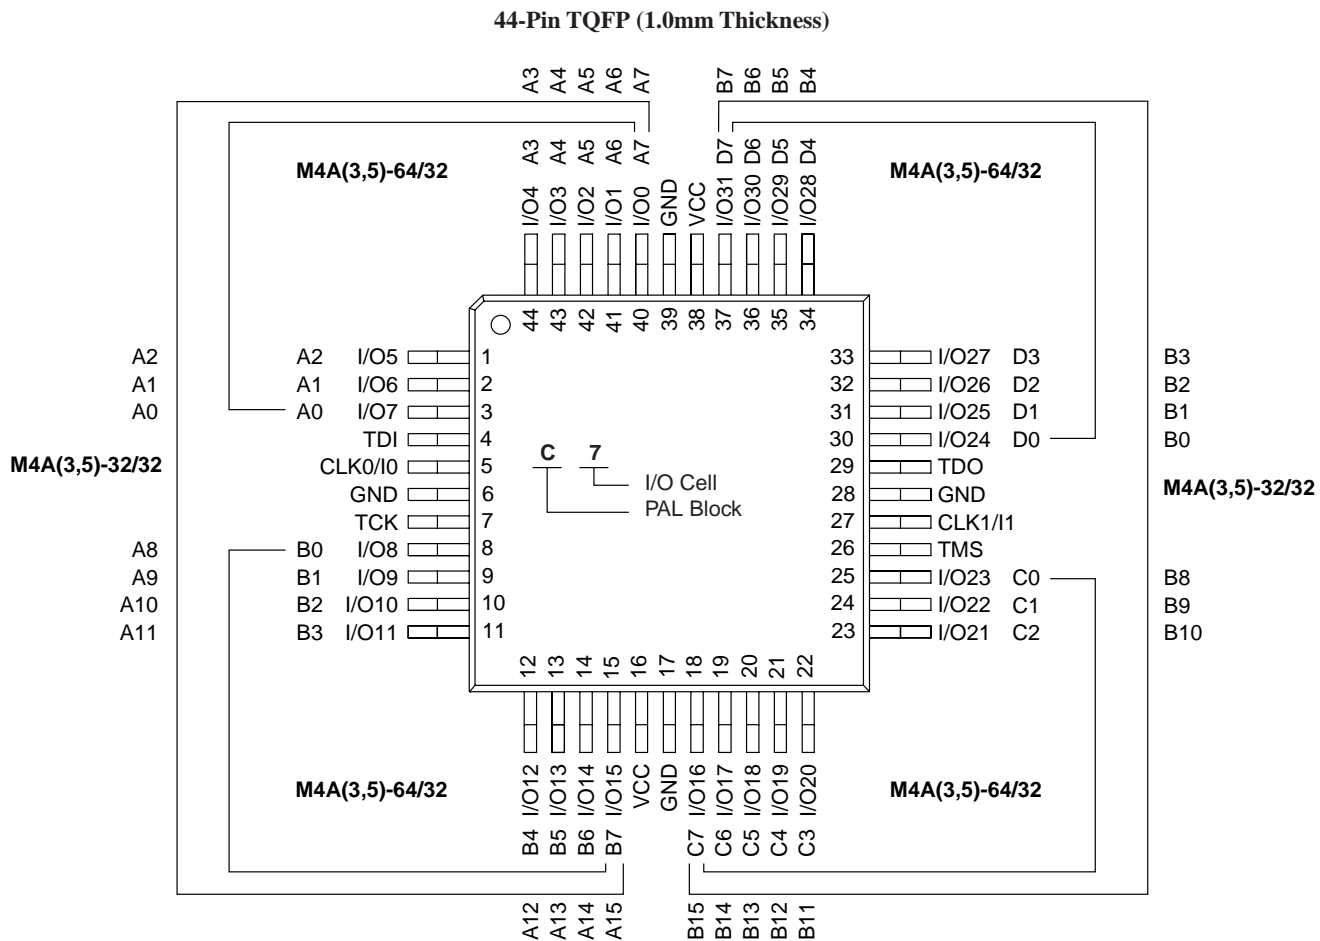 44-Pin TQFP (1.0mm Thickness)
A3 A4 A5 A6 A7 B7 B6 B5 B4
A3 A4 A5 A6 A7 D7 D6 D5 D4
M4A(3,5)-64/32 M4A(3,5)-64/32
I/O4 I/O3 I/O2 I/O1 I/O0 GND VCC I/O31 I/O30 I/O29 I/O28
44 43 42 41 40 39 38 37 36 35 34
A2 A2 I/O5 1 33 I/O27 D3 B3
A1 A1 I/O6 2 32 I/O26 D2 B2
A0 A0 I/O7 3 31 I/O25 D1 B1
TDI 4 30 I/O24 D0 B0
M4A(3,5)-32/32 CLK0/I0 5 C 7 29 TDO
I/O Cell
GND 6 28 GND M4A(3,5)-32/32
PAL Block
TCK 7 27 CLK1/I1
A8 B0 I/O8 8 26 TMS
A9 B1 I/O9 9 25 I/O23 C0 B8
A10 B2 I/O10 10 24 I/O22 C1 B9
A11 B3 I/O11 11 23 I/O21 C2 B10
12 13 14 15 16 17 18 19 20 21 22
I/O12 I/O13 I/O14 I/O15 VCC GND I/O16 I/O17 I/O18 I/O19 I/O20
M4A(3,5)-64/32 M4A(3,5)-64/32
B4 B5 B6 B7 C7 C6 C5 C4 C3
A12 A13 A14 A15 B15 B14 B13 B12 B11